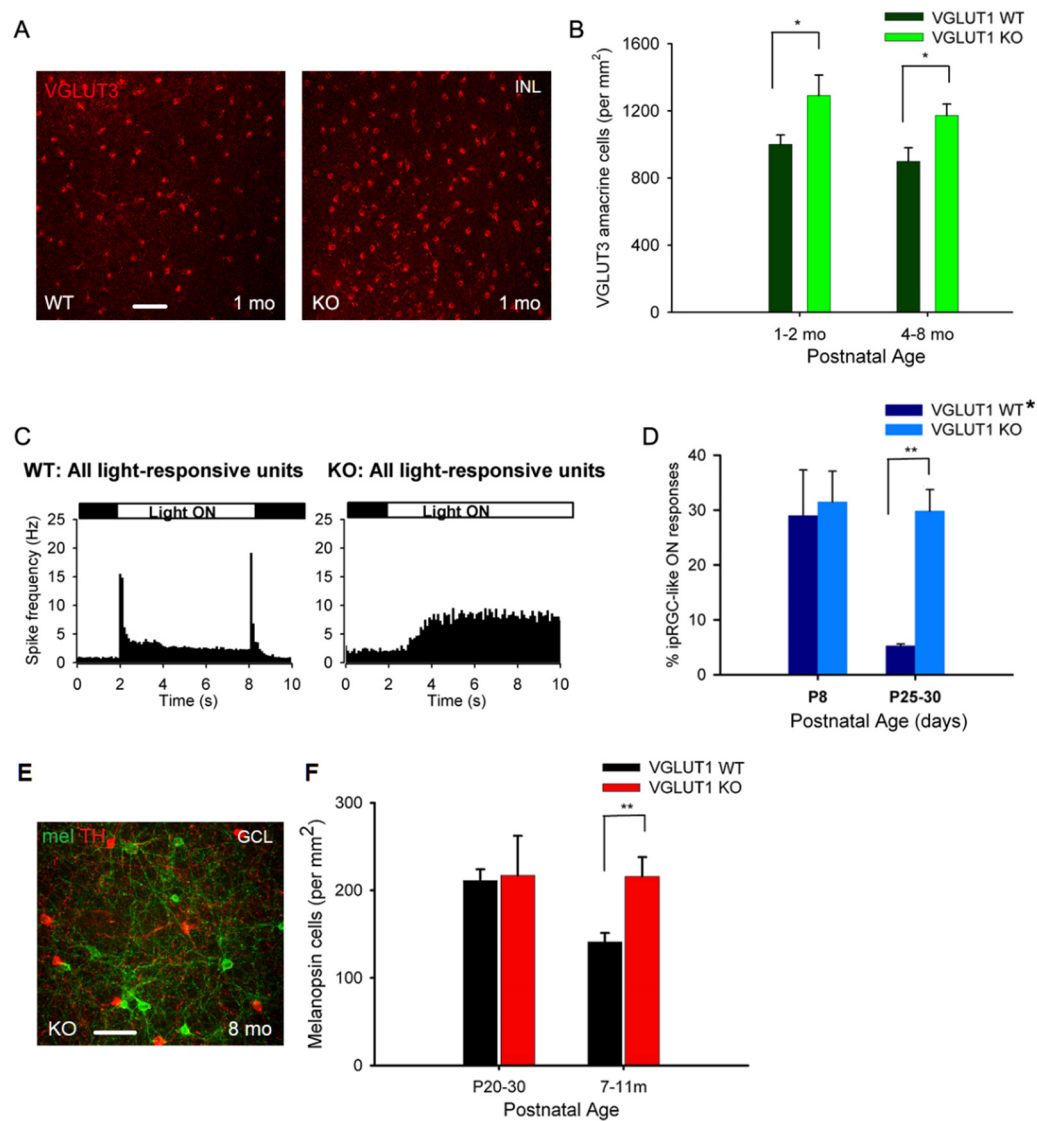 A
VGLUT3
WT
1 mo
INL
KO
1 mo
B
VGLUT1 WT
VGLUT1 KO
VGLUT3 amacrine cells (per mm2)
1600
1200
800
400
0
*
*
1-2 mo
4-8 mo
Postnatal Age
C
WT: All light-responsive units
Light ON
Spike frequency (Hz)
25
20
15
10
5
0
0 2 4 6 8 10
Time (s)
KO: All light-responsive units
Light ON
25
20
15
10
5
0
0 2 4 6 8 10
Time (s)
D
VGLUT1 WT*
VGLUT1 KO
% ipRGC-like ON responses
40
30
20
10
0
**
P8
P25-30
Postnatal Age (days)
E
mel TH
GCL
KO
8 mo
F
VGLUT1 WT
VGLUT1 KO
Melanopsin cells (per mm2)
300
200
100
0
**
P20-30
7-11m
Postnatal Age